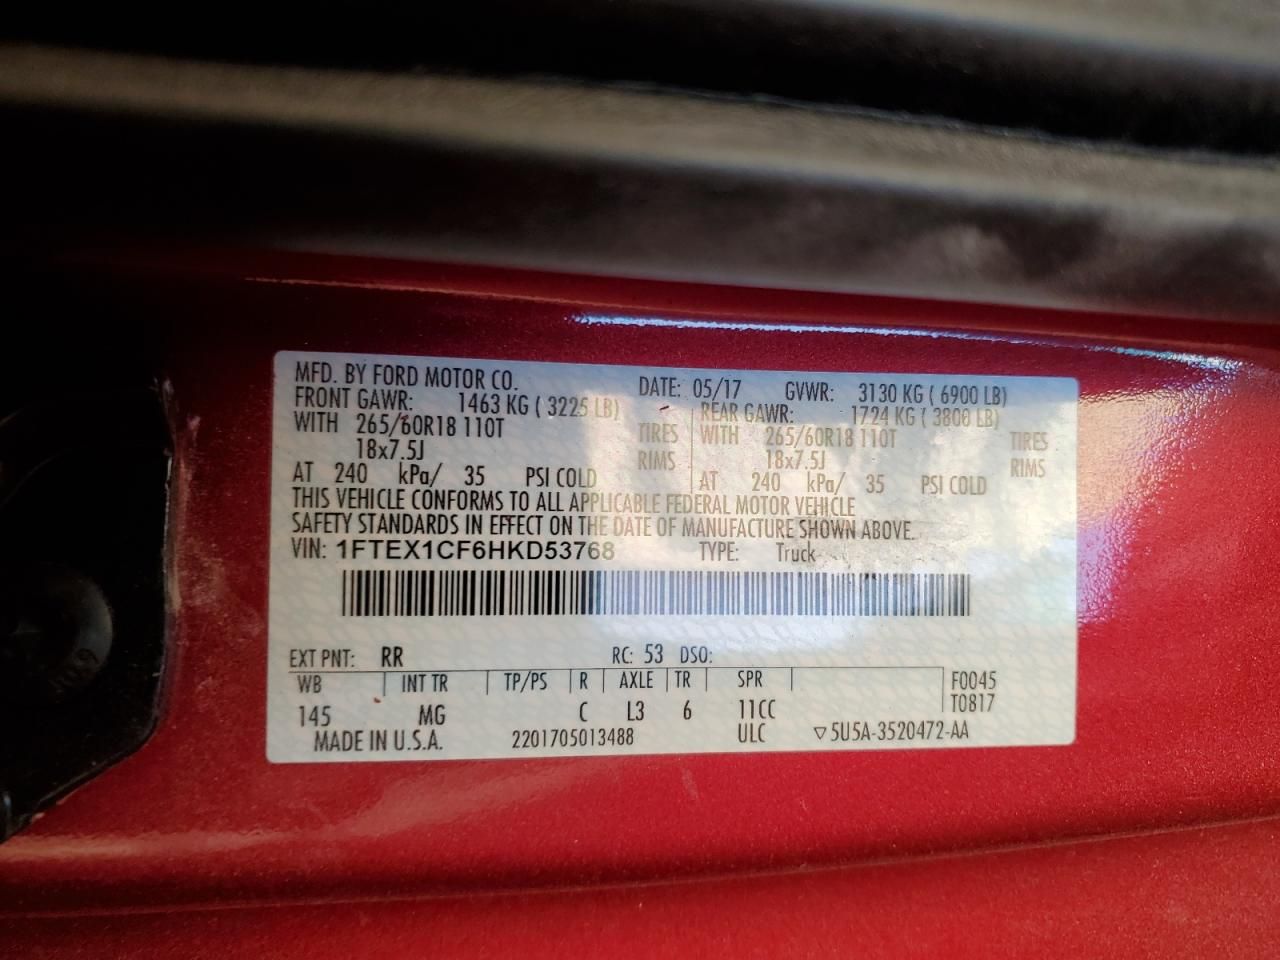 MFD. BY FORD MOTOR CO. DATE: 05/17 GVWR: 3130 KG ( 6900 LB)
FRONT GAWR: 1463 KG ( 3225 LB) REAR GAWR: 1724 KG ( 3800 LB)
WITH 265/60R18 110T TIRES WITH 265/60R18 110T TIRES
18x7.5J RIMS 18x7.5J RIMS
AT 240 kPa/ 35 PSI COLD AT 240 kPa/ 35 PSI COLD
THIS VEHICLE CONFORMS TO ALL APPLICABLE FEDERAL MOTOR VEHICLE
SAFETY STANDARDS IN EFFECT ON THE DATE OF MANUFACTURE SHOWN ABOVE.
VIN: 1FTEX1CF6HKD53768 TYPE: Truck
EXT PNT: RR RC: 53 DSO:
WB INT TR TP/PS R AXLE TR SPR F0045
145 MG C L3 6 11CC T0817
MADE IN U.S.A. 2201705013488 ULC ▽5U5A-3520472-AA